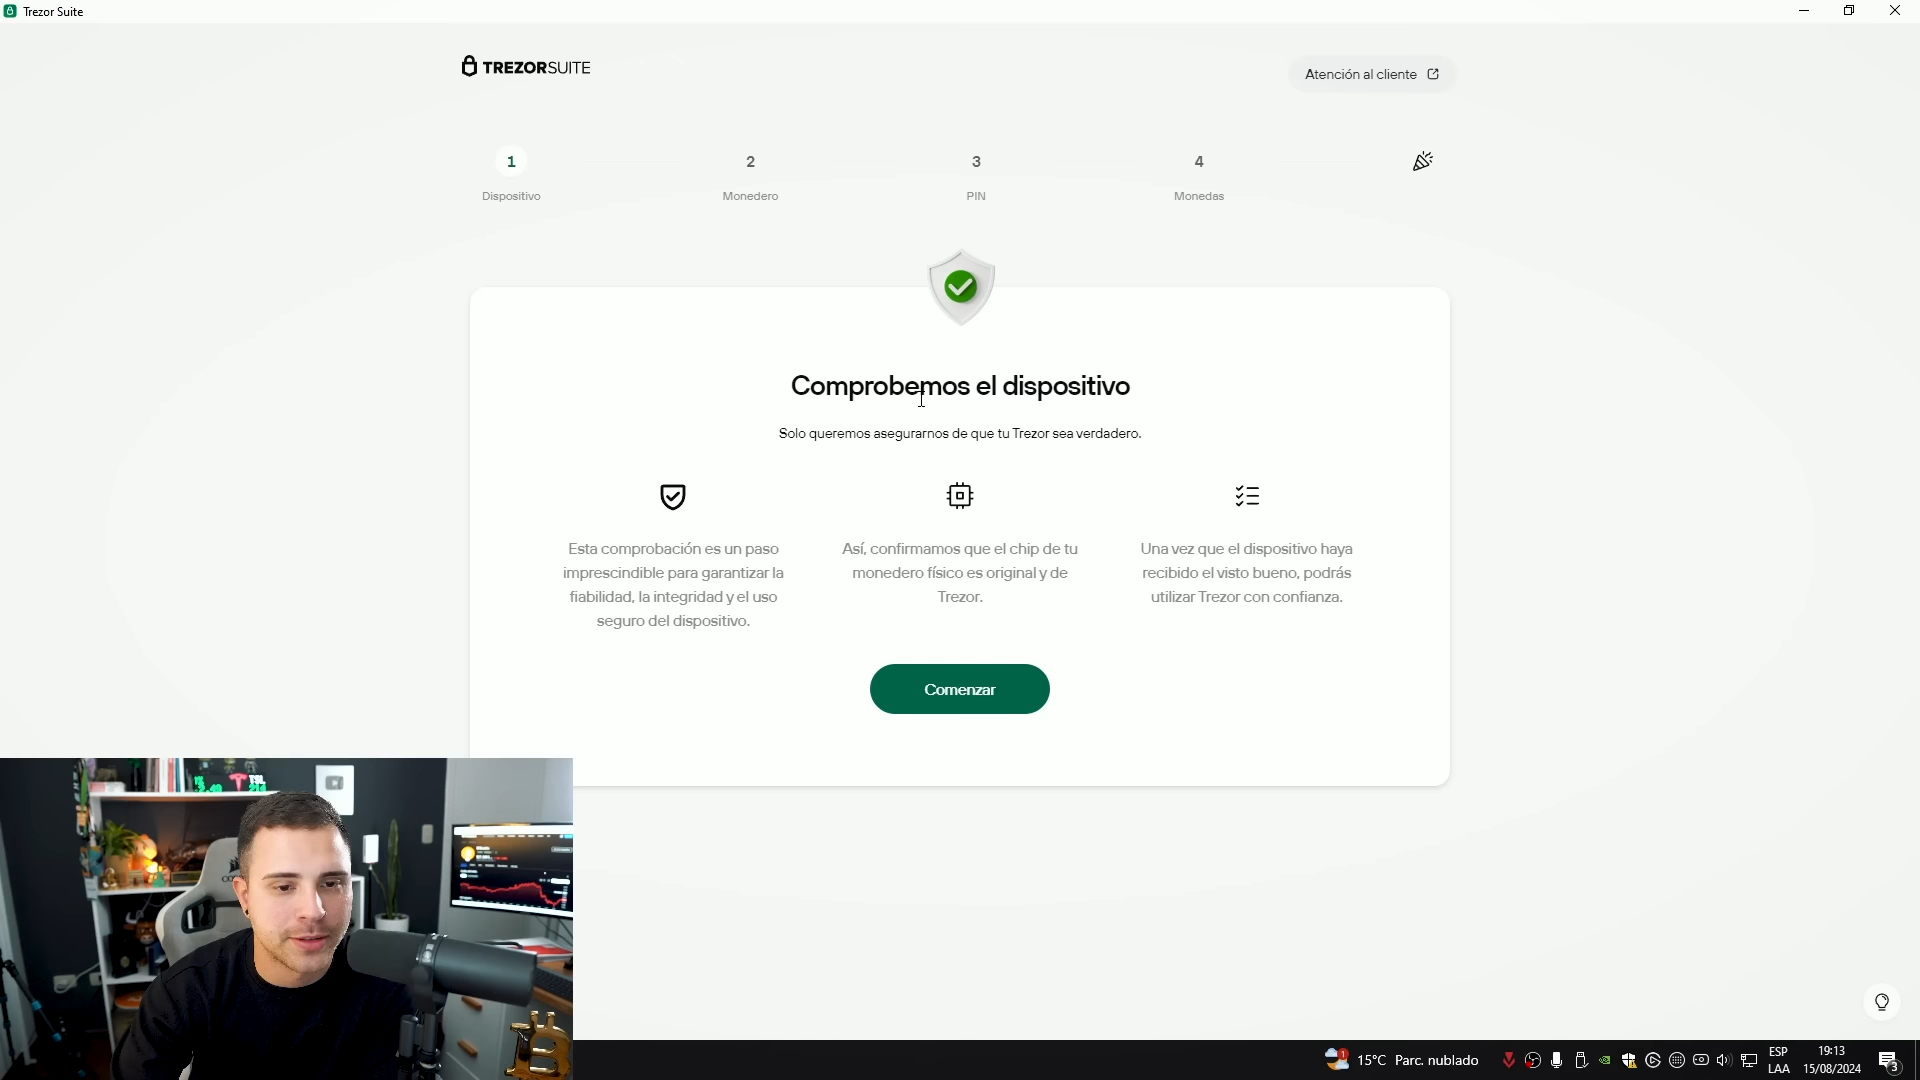 Trezor Suite
TREZORSUITE
Atención al cliente
1
2
3
4
Dispositivo
Monedero
PIN
Monedas
Comprobemos el dispositivo
Solo queremos asegurarnos de que tu Trezor sea verdadero.
Esta comprobación es un paso
imprescindible para garantizar la
fiabilidad, la integridad y el uso
seguro del dispositivo.
Así, confirmamos que el chip de tu
monedero físico es original y de
Trezor.
Una vez que el dispositivo haya
recibido el visto bueno, podrás
utilizar Trezor con confianza.
Comenzar
1
15°C Parc. nublado
ESP
LAA
19:13
15/08/2024
3